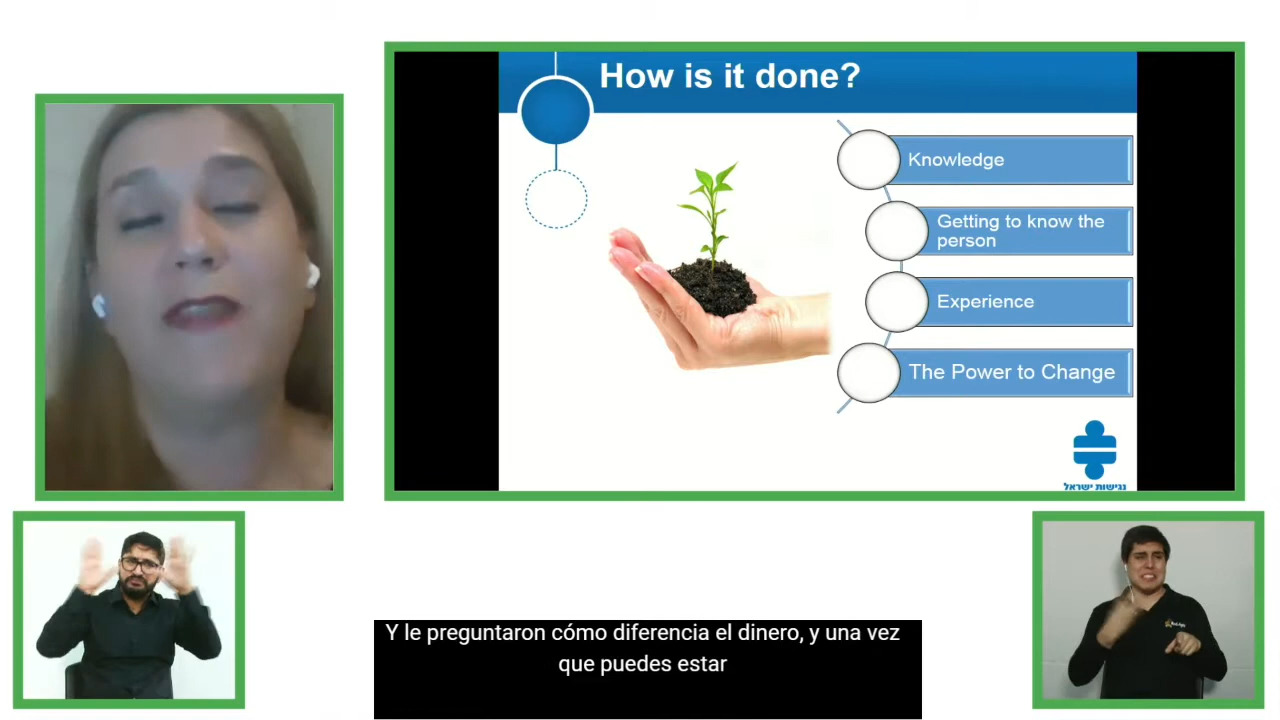 How is it done?
Knowledge
Getting to know the
person
Experience
The Power to Change
נגישות ישראל
Y le preguntaron cómo diferencia el dinero, y una vez
que puedes estar